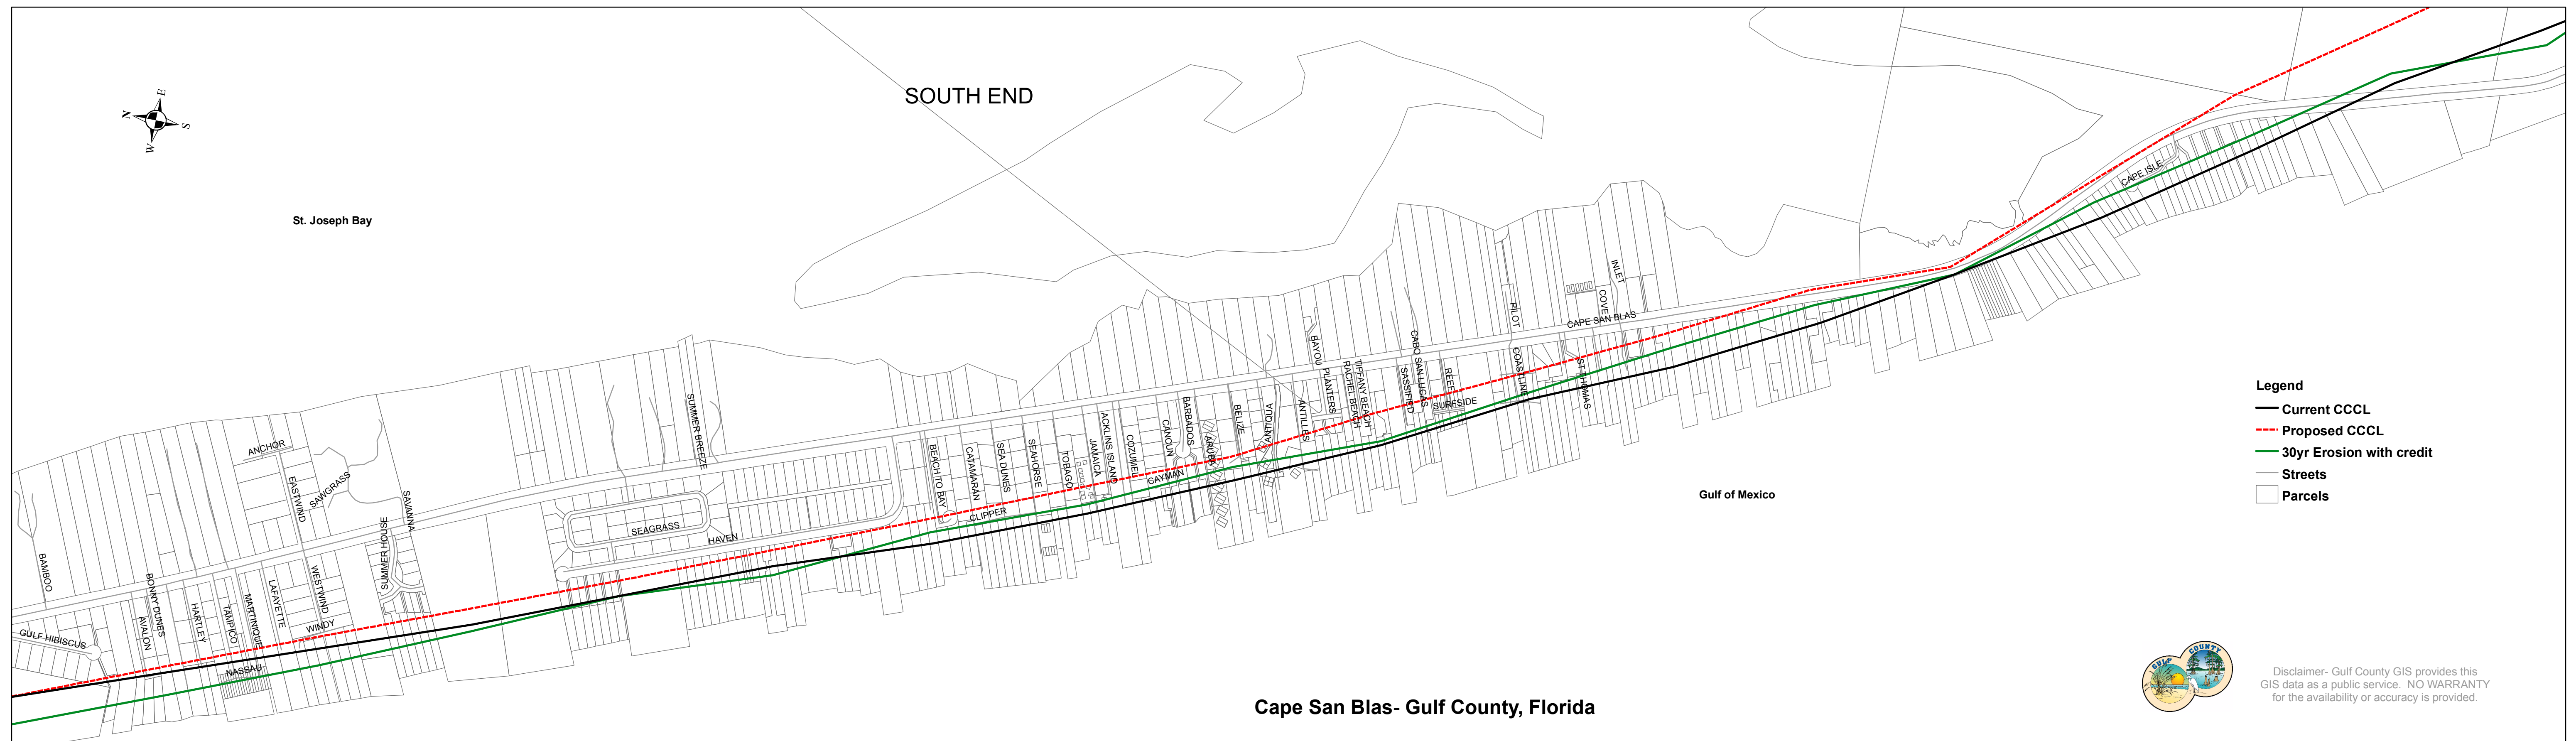 SOUTH END
N
E
S
W
St. Joseph Bay
CAPE ISLE
INLET
COVE
PILOT
CAPE SAN BLAS
BAYOU
CABO SAN LUCAS
TIFFANY BEACH
RACHEL BEACH
PLANTERS
SASSIFIED
REEF
SURFSIDE
COASTLINE
ST THOMAS
SUMMER BREEZE
BARBADOS
BELIZE
ANTIGUA
ANTILLES
ACKLINS ISLAND
CANCUN
COZUMEL
JAMAICA
ARUBA
TOBAGO
SEAHORSE
SEA DUNES
CATAMARAN
BEACH TO BAY
CAYMAN
CLIPPER
ANCHOR
EASTWIND
SAWGRASS
SAVANNA
SUMMER HOUSE
SEAGRASS
HAVEN
BAMBOO
BONNY DUNES
AVALON
HARTLEY
TAMPICO
MARTINIQUE
LAFAYETTE
WESTWIND
WINDY
NASSAU
GULF HIBISCUS
Gulf of Mexico
Legend
Current CCCL
Proposed CCCL
30yr Erosion with credit
Streets
Parcels
Cape San Blas- Gulf County, Florida
GULF COUNTY
Disclaimer- Gulf County GIS provides this
GIS data as a public service. NO WARRANTY
for the availability or accuracy is provided.